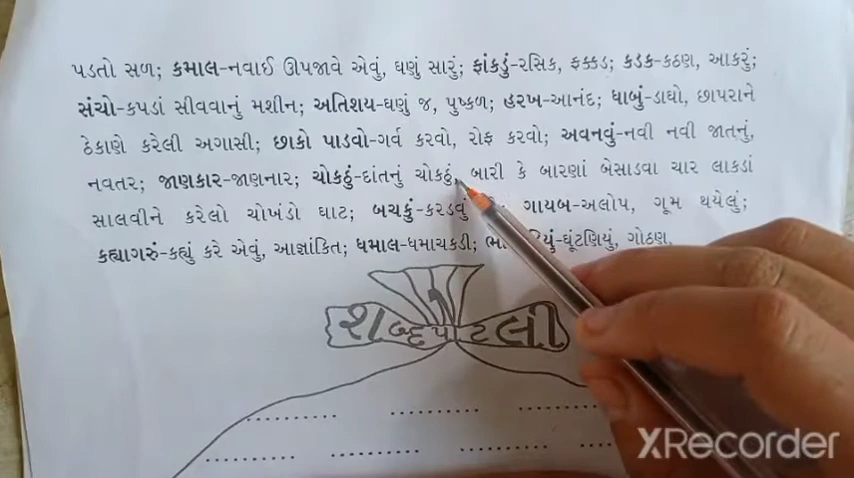 પડતો સળ; કમાલ-નવાઈ ઊપજાવે એવું, ઘણું સારું; ફાંકડું-રસિક, ફક્કડ; કડક-કઠણ, આકરું;
સંચો-કપડાં સીવવાનું મશીન; અતિશય-ઘણું જ, પુષ્કળ; હરખ-આનંદ; ધાબું-ડાઘો, છાપરાને
ઠેકાણે કરેલી અગાસી; છાકો પાડવો-ગર્વ કરવો, રોફ કરવો; અવનવું-નવી નવી જાતનું,
નવતર; જાણકાર-જાણનાર; ચોકઠું-દાંતનું ચોકઠું, બારી કે બારણાં બેસાડવા ચાર લાકડાં
સાલવીને કરેલો ચોખંડો ઘાટ; બચકું-કરડવું ગાયબ-અલોપ, ગૂમ થયેલું;
કહ્યાગરું-કહ્યું કરે એવું, આજ્ઞાંકિત; ધમાલ-ધમાચકડી; -ઘૂંટણિયું, ગોઠણ.
શબ્દપોટલી
XRecorder